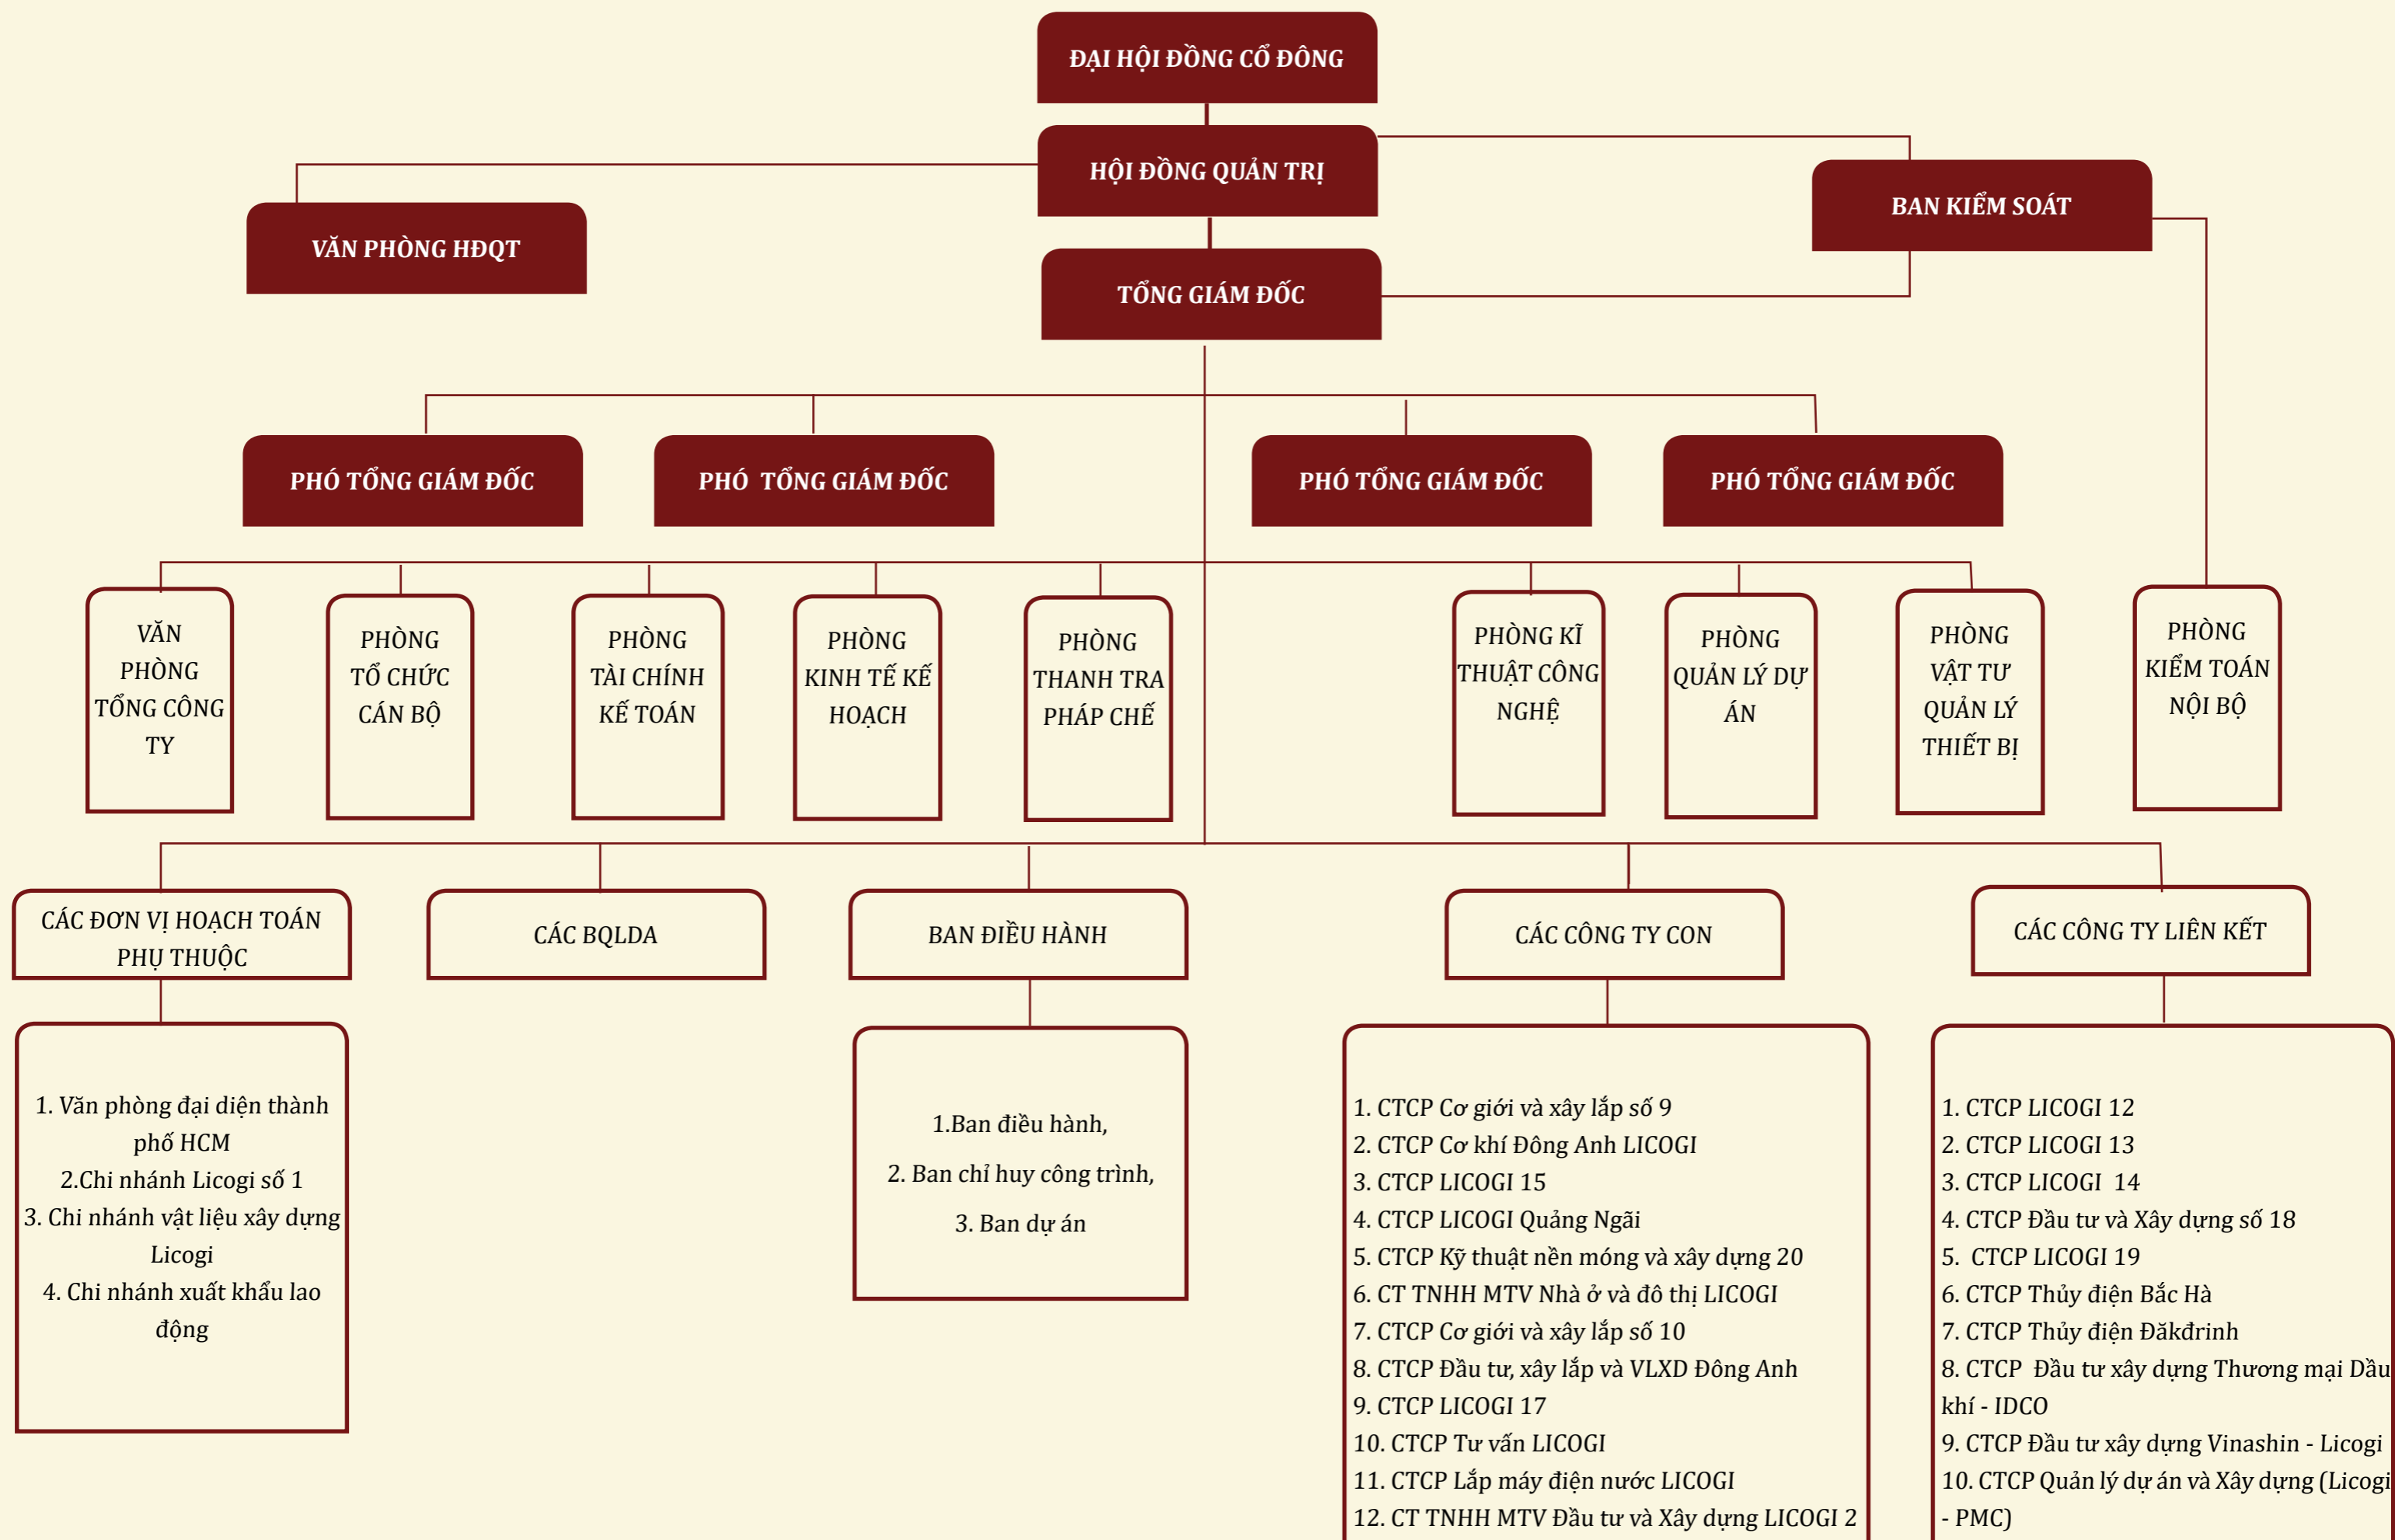 ĐẠI HỘI ĐỒNG CỔ ĐÔNG
HỘI ĐỒNG QUẢN TRỊ
BAN KIỂM SOÁT
VĂN PHÒNG HĐQT
TỔNG GIÁM ĐỐC
PHÓ TỔNG GIÁM ĐỐC
PHÓ  TỔNG GIÁM ĐỐC
PHÓ TỔNG GIÁM ĐỐC
PHÓ TỔNG GIÁM ĐỐC
VĂN
PHÒNG
TỔNG CÔNG
TY
PHÒNG
TỔ CHỨC
CÁN BỘ
PHÒNG
TÀI CHÍNH
KẾ TOÁN
PHÒNG
KINH TẾ KẾ
HOẠCH
PHÒNG
THANH TRA
PHÁP CHẾ
PHÒNG KĨ
THUẬT CÔNG
NGHỆ
PHÒNG
QUẢN LÝ DỰ
ÁN
PHÒNG
VẬT TƯ
QUẢN LÝ
THIẾT BỊ
PHÒNG
KIỂM TOÁN
NỘI BỘ
CÁC ĐƠN VỊ HOẠCH TOÁN
PHỤ THUỘC
CÁC BQLDA
BAN ĐIỀU HÀNH
CÁC CÔNG TY CON
CÁC CÔNG TY LIÊN KẾT
1. Văn phòng đại diện thành
phố HCM
2.Chi nhánh Licogi số 1
3. Chi nhánh vật liệu xây dựng
Licogi
4. Chi nhánh xuất khẩu lao
động
1.Ban điều hành,
2. Ban chỉ huy công trình,
3. Ban dự án
1. CTCP Cơ giới và xây lắp số 9
2. CTCP Cơ khí Đông Anh LICOGI
3. CTCP LICOGI 15
4. CTCP LICOGI Quảng Ngãi
5. CTCP Kỹ thuật nền móng và xây dựng 20
6. CT TNHH MTV Nhà ở và đô thị LICOGI
7. CTCP Cơ giới và xây lắp số 10
8. CTCP Đầu tư, xây lắp và VLXD Đông Anh
9. CTCP LICOGI 17
10. CTCP Tư vấn LICOGI
11. CTCP Lắp máy điện nước LICOGI
12. CT TNHH MTV Đầu tư và Xây dựng LICOGI 2
1. CTCP LICOGI 12
2. CTCP LICOGI 13
3. CTCP LICOGI  14
4. CTCP Đầu tư và Xây dựng số 18
5.  CTCP LICOGI 19
6. CTCP Thủy điện Bắc Hà
7. CTCP Thủy điện Đăkđrinh
8. CTCP  Đầu tư xây dựng Thương mại Dầu
khí - IDCO
9. CTCP Đầu tư xây dựng Vinashin - Licogi
10. CTCP Quản lý dự án và Xây dựng (Licogi
- PMC)